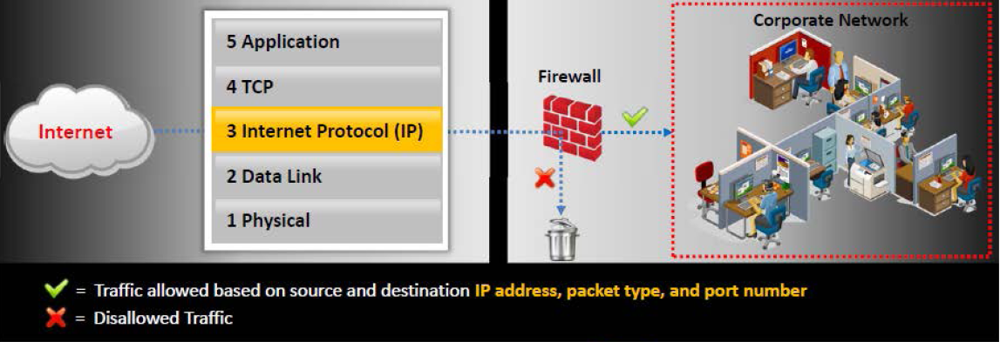 Internet
5 Application
4 TCP
3 Internet Protocol (IP)
2 Data Link
1 Physical
Firewall
Corporate Network
= Traffic allowed based on source and destination IP address, packet type, and port number
= Disallowed Traffic